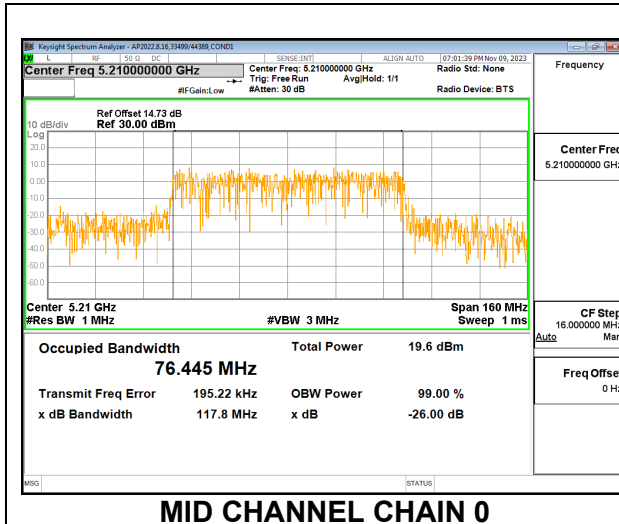 Keysight Spectrum Analyzer - AP2022.8.16,33499/44389,COND1
L RF 50 Ω DC SENSE:INT ALIGN AUTO 07:01:39 PM Nov 09, 2023
Center Freq 5.210000000 GHz
Center Freq: 5.210000000 GHz
Radio Std: None
Trig: Free Run Avg|Hold: 1/1
#IFGain:Low #Atten: 30 dB Radio Device: BTS
Frequency
Ref Offset 14.73 dB
10 dB/div Ref 30.00 dBm
Log
20.0
10.0
0.00
-10.0
-20.0
-30.0
-40.0
-50.0
-60.0
Center Freq
5.210000000 GHz
Center 5.21 GHz Span 160 MHz
#Res BW 1 MHz #VBW 3 MHz Sweep 1 ms
CF Step
16.000000 MHz
Auto Man
Freq Offset
0 Hz
Occupied Bandwidth Total Power 19.6 dBm
76.445 MHz
Transmit Freq Error 195.22 kHz OBW Power 99.00 %
x dB Bandwidth 117.8 MHz x dB -26.00 dB
MSG STATUS
MID CHANNEL CHAIN 0